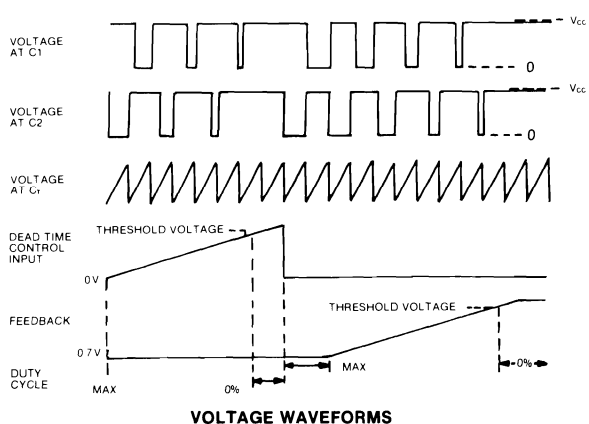 VOLTAGE
AT C1
VCC
0
VOLTAGE
AT C2
VCC
0
VOLTAGE
AT CT
DEAD TIME
CONTROL
INPUT
THRESHOLD VOLTAGE
0V
FEEDBACK
THRESHOLD VOLTAGE
0 7V
DUTY
CYCLE
MAX
0%
MAX
0%
VOLTAGE WAVEFORMS